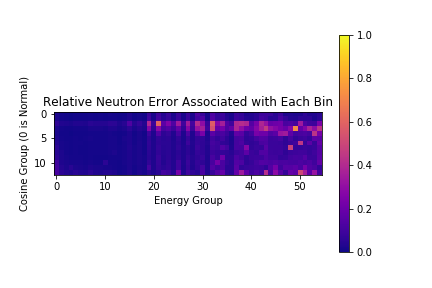 Relative Neutron Error Associated with Each Bin
Cosine Group (0 is Normal)
0
5
10
0 10 20 30 40 50
Energy Group
1.0
0.8
0.6
0.4
0.2
0.0